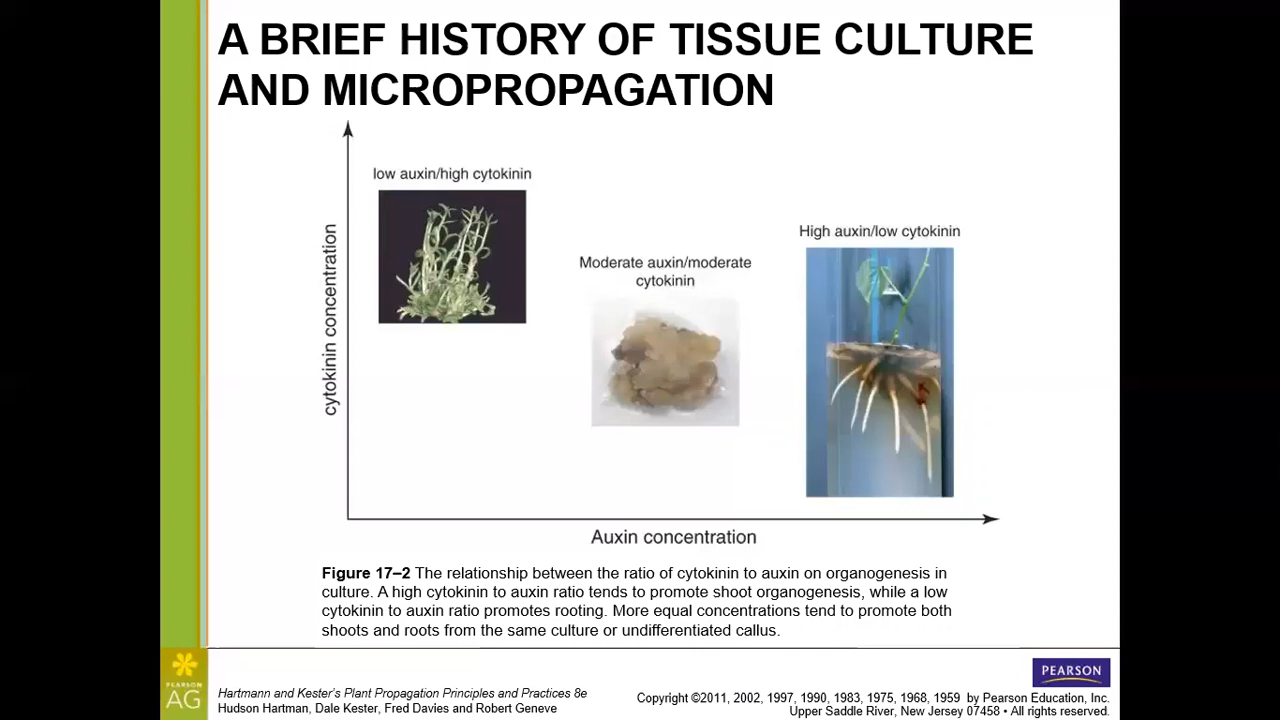 A BRIEF HISTORY OF TISSUE CULTURE
AND MICROPROPAGATION
low auxin/high cytokinin
High auxin/low cytokinin
Moderate auxin/moderate
cytokinin
cytokinin concentration
Auxin concentration
Figure 17–2 The relationship between the ratio of cytokinin to auxin on organogenesis in
culture. A high cytokinin to auxin ratio tends to promote shoot organogenesis, while a low
cytokinin to auxin ratio promotes rooting. More equal concentrations tend to promote both
shoots and roots from the same culture or undifferentiated callus.
PEARSON
AG
Hartmann and Kester's Plant Propagation Principles and Practices 8e
Hudson Hartman, Dale Kester, Fred Davies and Robert Geneve
PEARSON
Copyright ©2011, 2002, 1997, 1990, 1983, 1975, 1968, 1959 by Pearson Education, Inc.
Upper Saddle River, New Jersey 07458 • All rights reserved.